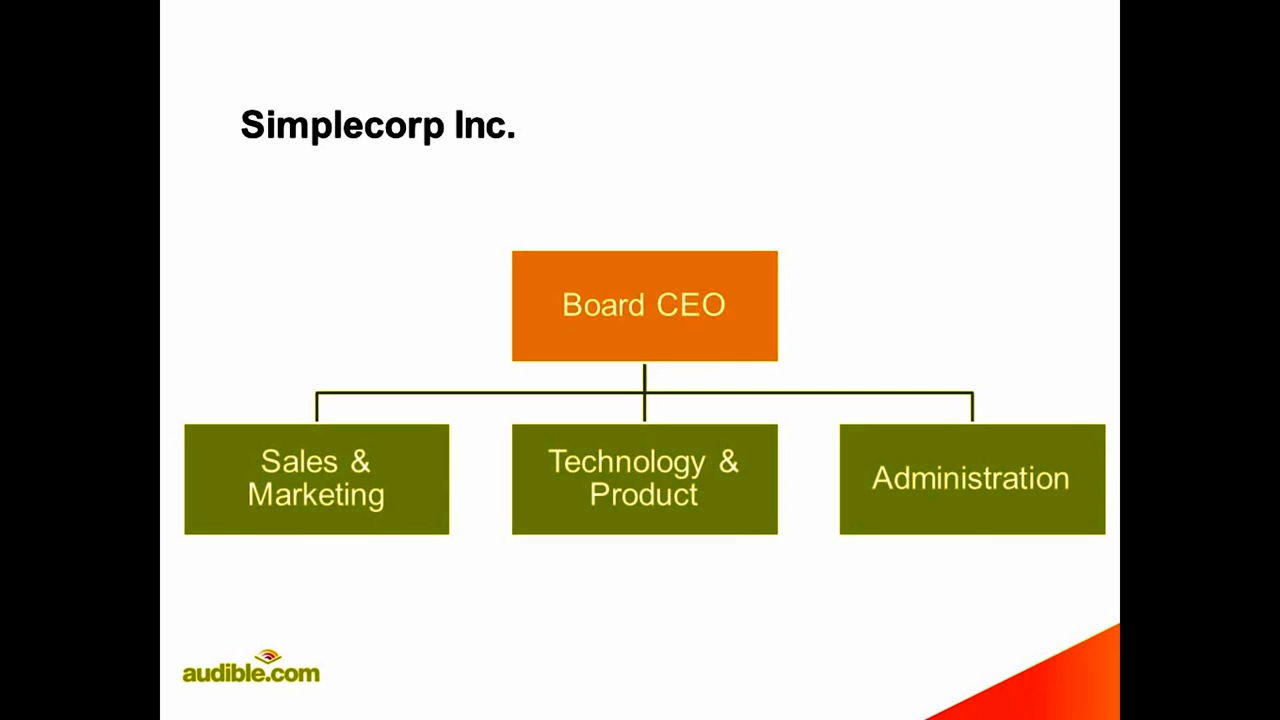 Simplecorp Inc.
Board CEO
Sales &
Marketing
Technology &
Product
Administration
audible.com